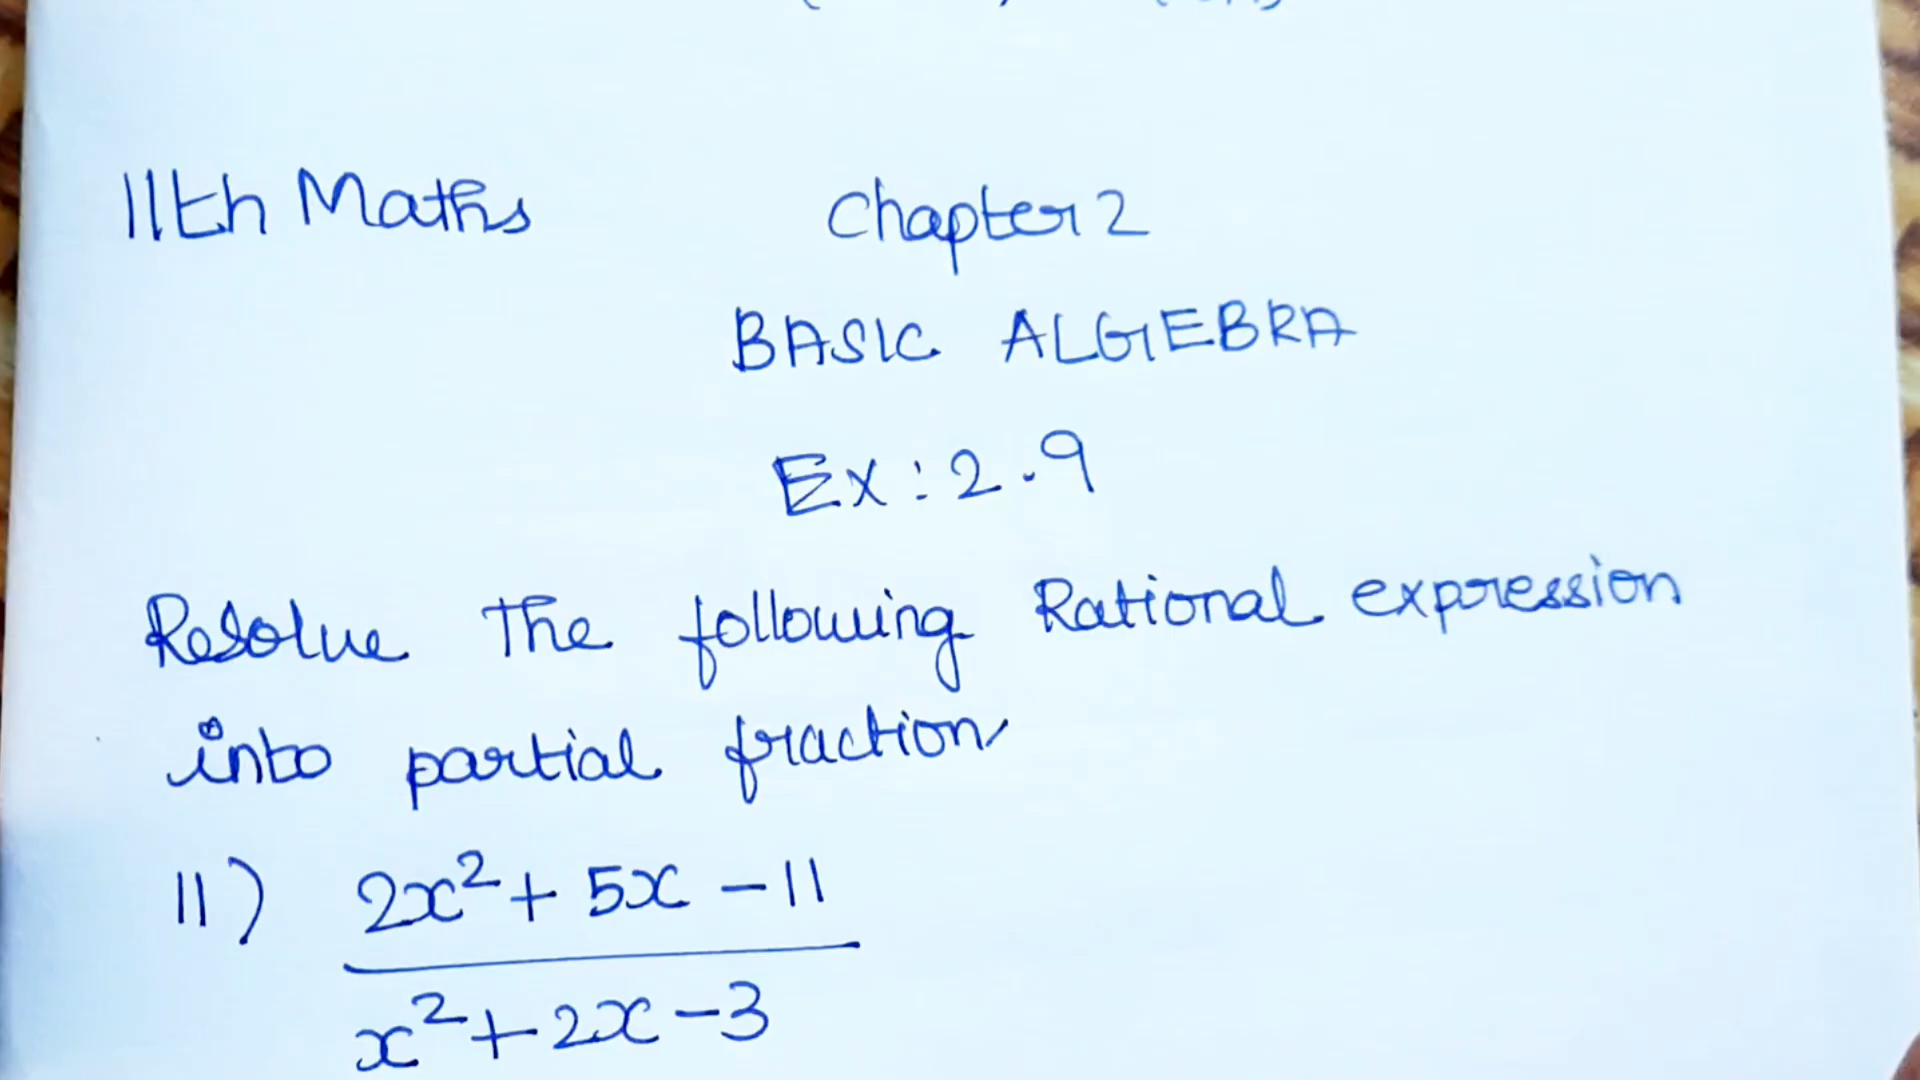 11th Maths Chapter 2
BASIC ALGEBRA
Ex: 2.9
Resolve the following Rational expression
into partial fraction
11) 2x²+ 5x - 11
x²+2x-3